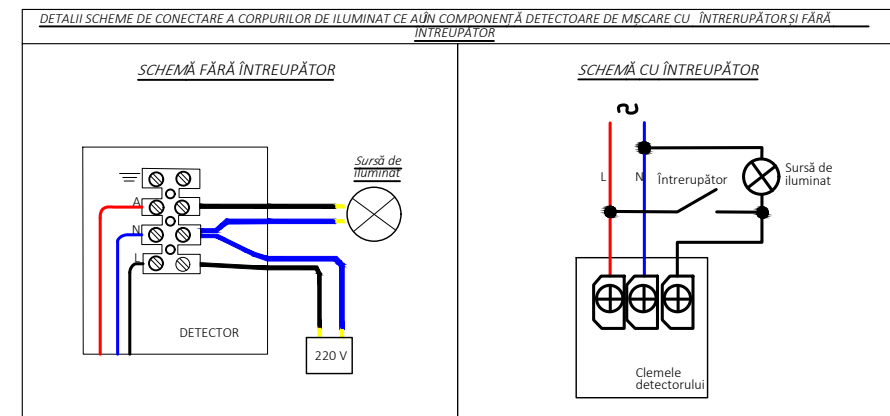 DETALII SCHEME DE CONECTARE A CORPURILOR DE ILUMINAT CE AU ÎN COMPONENȚĂ DETECTOARE DE MIȘCARE CU ÎNTRERUPĂTOR ȘI FĂRĂ
ÎNTREUPĂTOR
SCHEMĂ FĂRĂ ÎNTREUPĂTOR
SCHEMĂ CU ÎNTREUPĂTOR
Sursă de
iluminat
A
N
L
DETECTOR
220 V
L
N
Întrerupător
Sursă de
iluminat
Clemele
detectorului